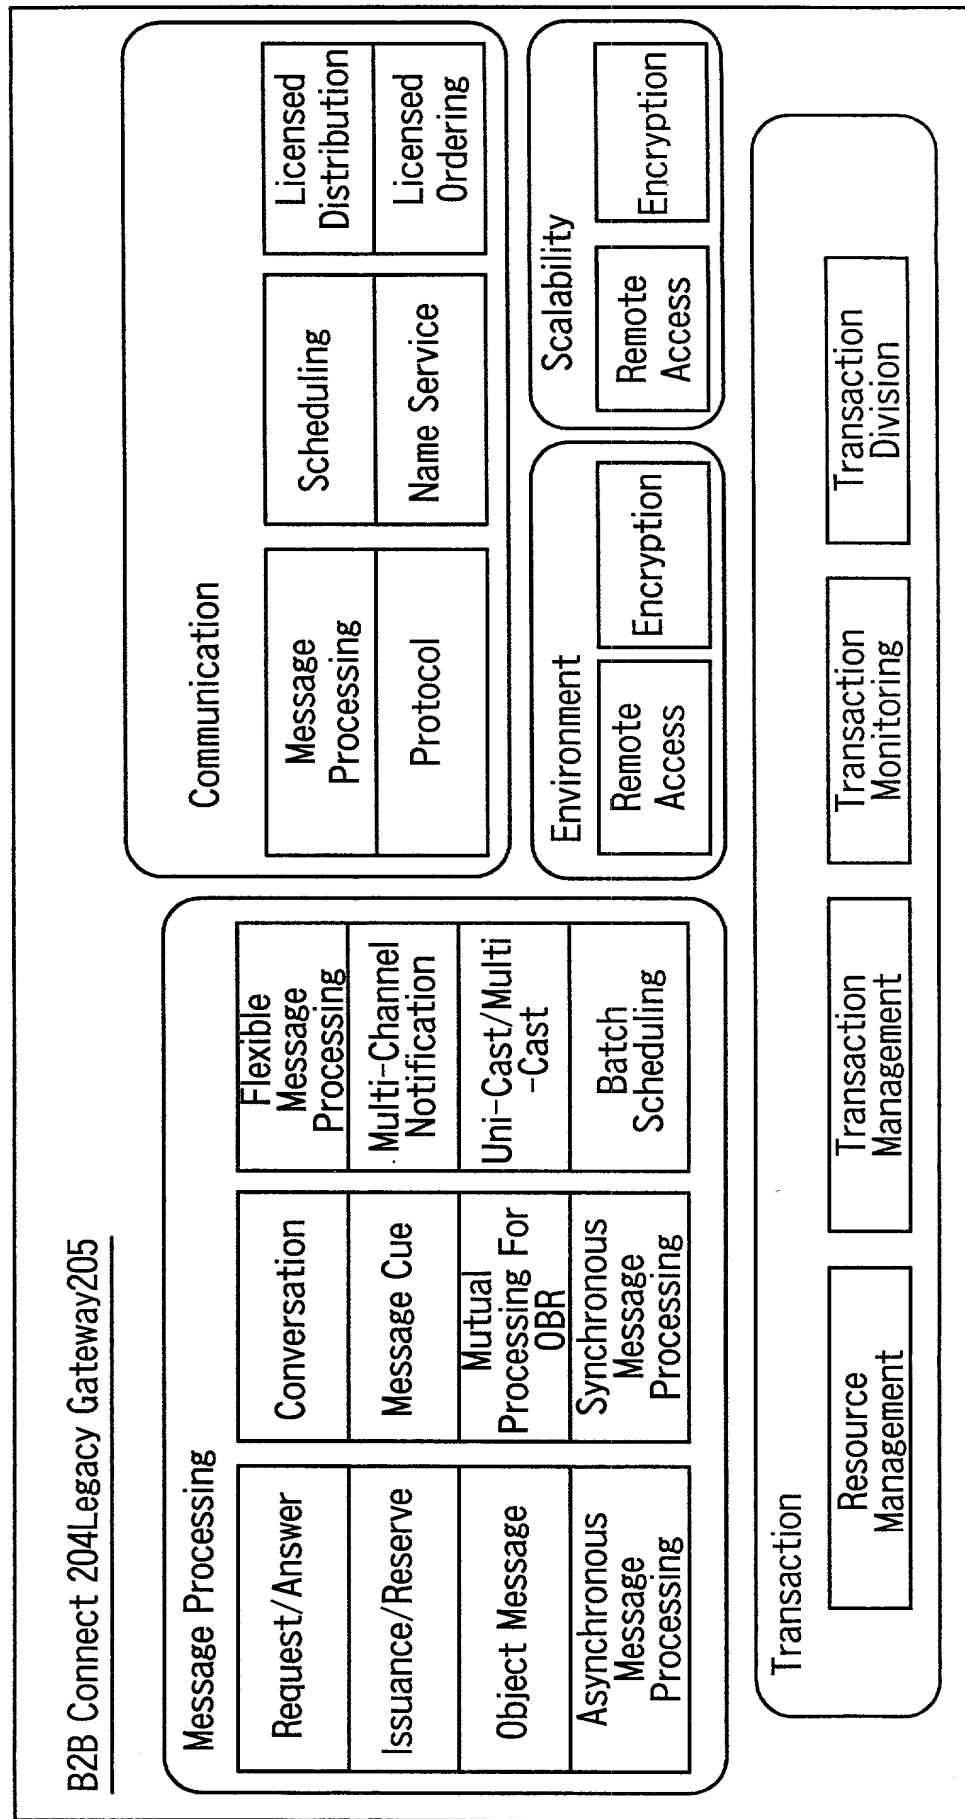 B2B Connect 204Legacy Gateway205
Message Processing
Request/Answer
Issuance/Reserve
Object Message
Asynchronous
Message
Processing
Conversation
Message Cue
Mutual
Processing For
OBR
Synchronous
Message
Processing
Flexible
Message
Processing
Multi-Channel
Notification
Uni-Cast/Multi
-Cast
Batch
Scheduling
Communication
Message
Processing
Protocol
Scheduling
Name Service
Licensed
Distribution
Licensed
Ordering
Environment
Remote
Access
Encryption
Scalability
Remote
Access
Encryption
Transaction
Resource
Management
Transaction
Management
Transaction
Monitoring
Transaction
Division